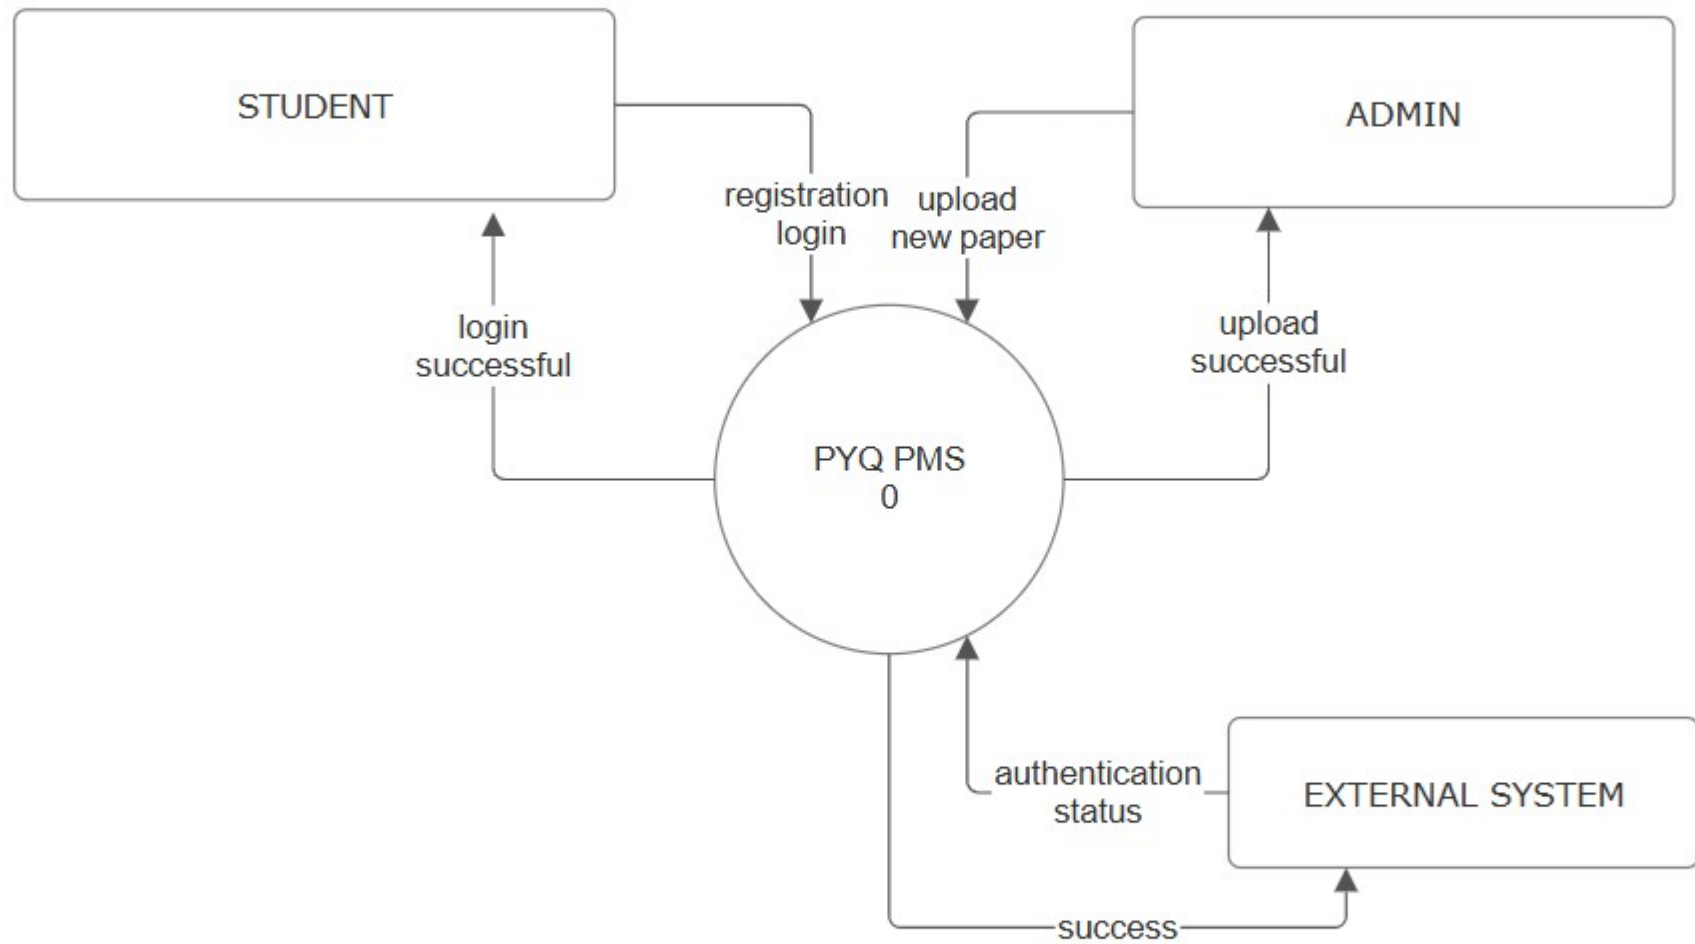 STUDENT
ADMIN
registration
login
upload
new paper
login
successful
upload
successful
PYQ PMS
0
authentication
status
EXTERNAL SYSTEM
success